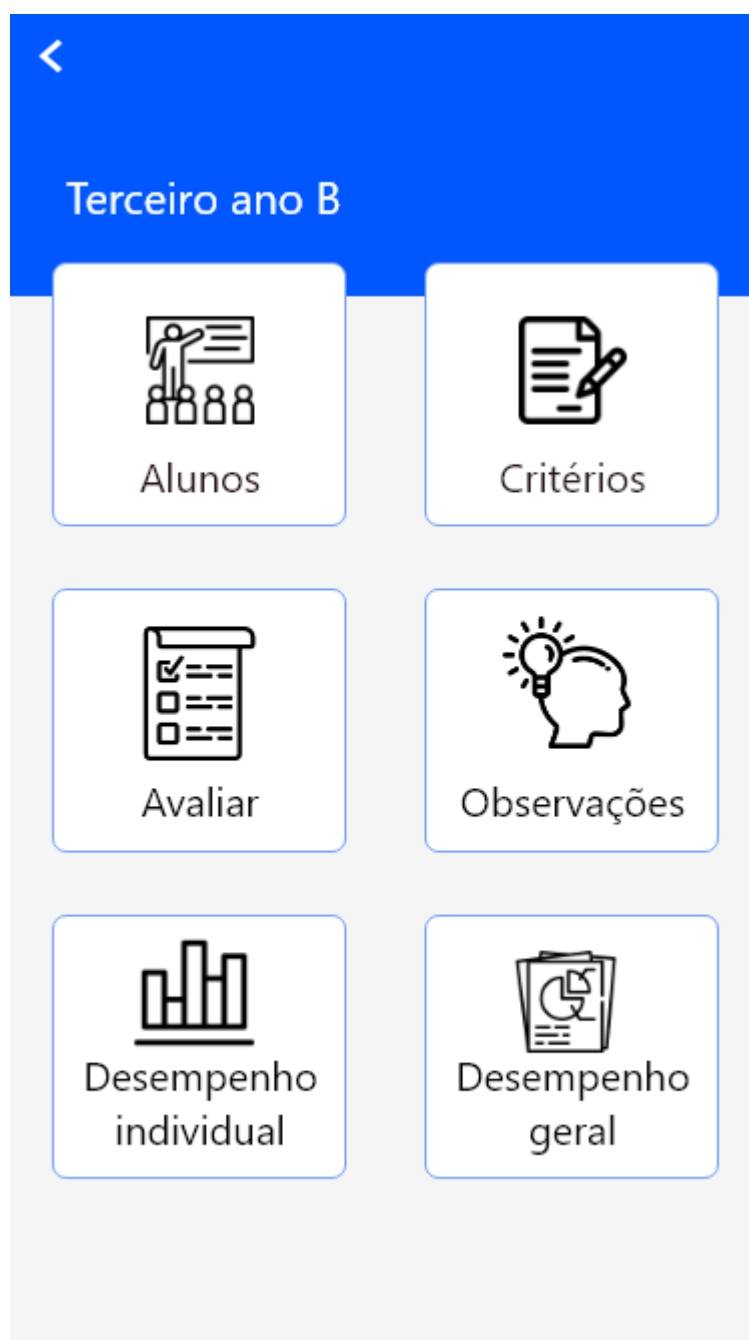 Terceiro ano B
Alunos
Critérios
Avaliar
Observações
Desempenho
individual
Desempenho
geral